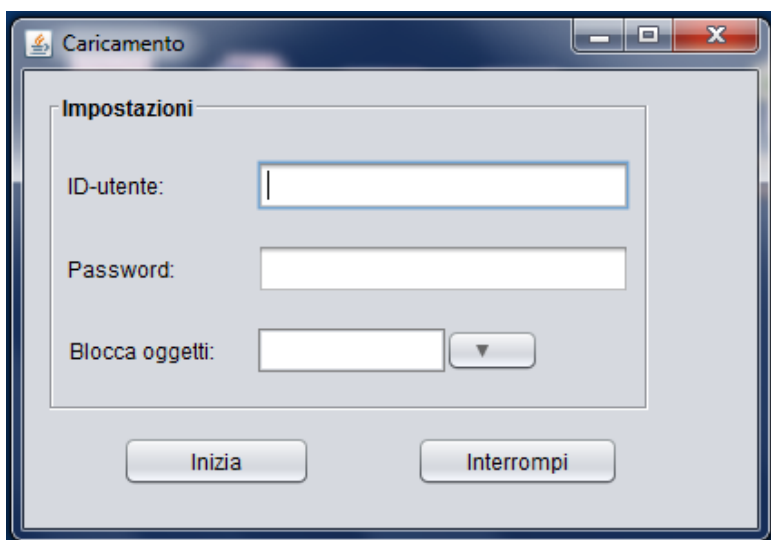 Caricamento
Impostazioni
ID-utente:
Password:
Blocca oggetti:
Inizia
Interrompi